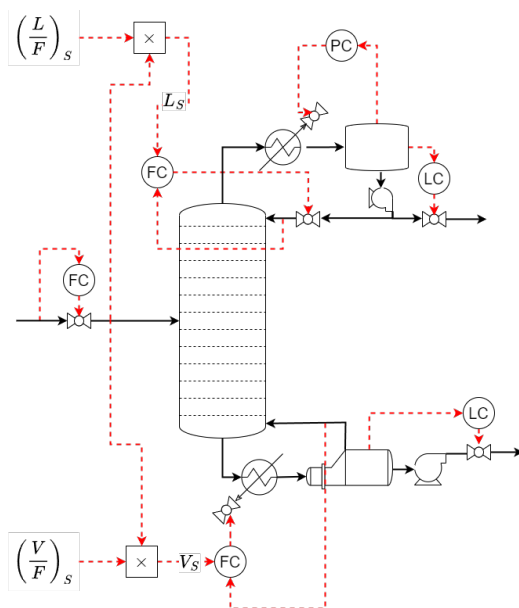 (L/F)_S
×
PC
L_S
FC
LC
FC
LC
(V/F)_S
×
V_S
FC